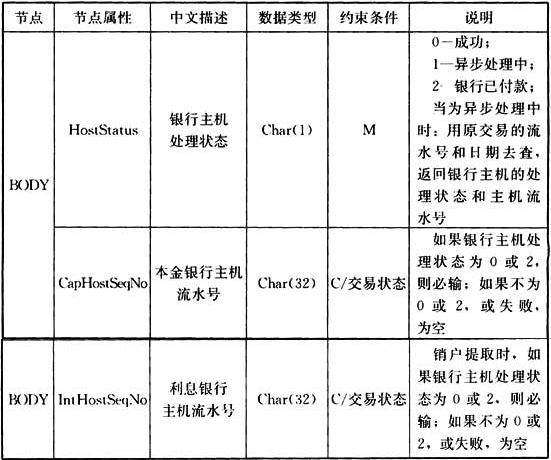 节点 节点属性 中文描述 数据类型 约束条件 说明
BODY
HostStatus
银行主机
处理状态
Char(1)
M
0—成功；
1—异步处理中；
2 银行已付款；
当为异步处理中
时：用原交易的流
水号和日期去查，
返回银行主机的处
理状态和主机流
水号
CapHostSeqNo
本金银行主机
流水号
Char(32)
C/交易状态
如果银行主机处
理状态为 0 或 2，
则必输；如果不为
0 或 2，或失败，
为空
BODY
IntHostSeqNo
利息银行
主机流水号
Char(32)
C/交易状态
销户提取时，如
果银行主机处理状
态为 0 或 2，则必
输；如果不为 0 或
2，或失败，为空